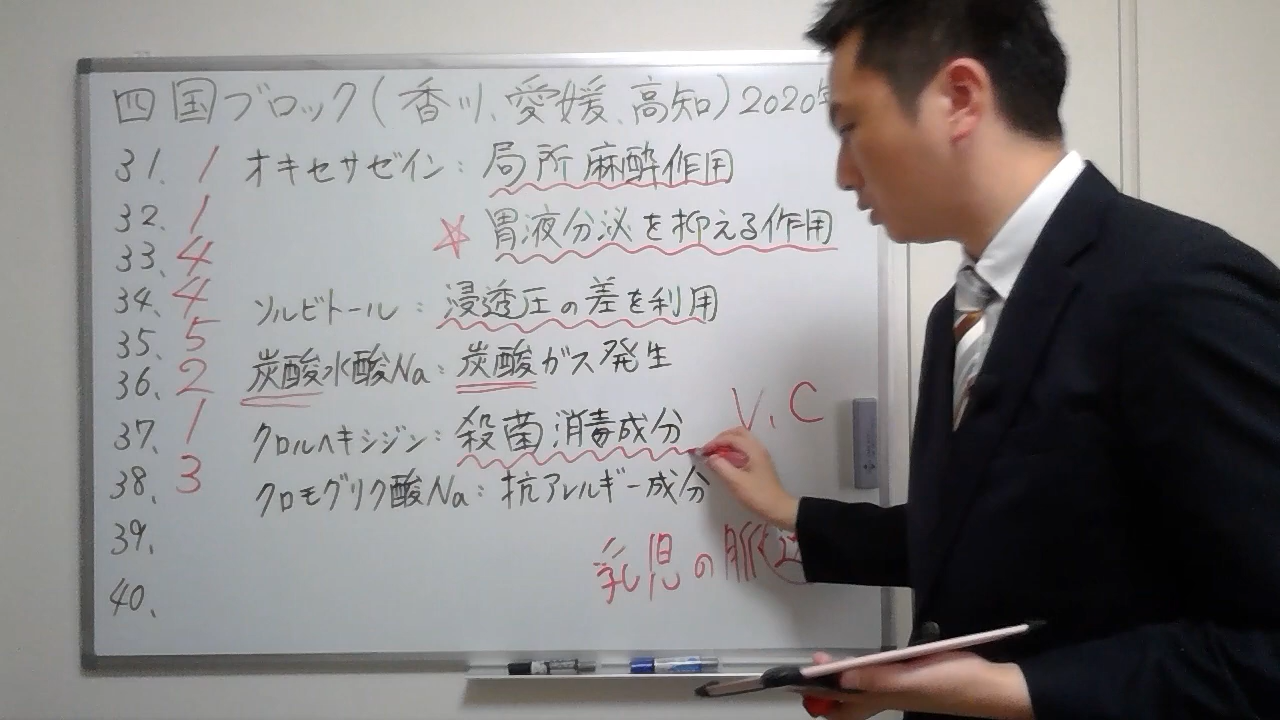 四国ブロック(香川、愛媛、高知)2020年
31. 1 オキセサゼイン：局所麻酔作用
32. 1 ☆ 胃液分泌を抑える作用
33. 4
34. 4 ソルビトール：浸透圧の差を利用
35. 5
36. 2 炭酸水酸Na：炭酸ガス発生
V.C
37. 1 クロルヘキシジン：殺菌消毒成分
38. 3 クロモグリク酸Na：抗アレルギー成分
39.
乳児の脈
40.